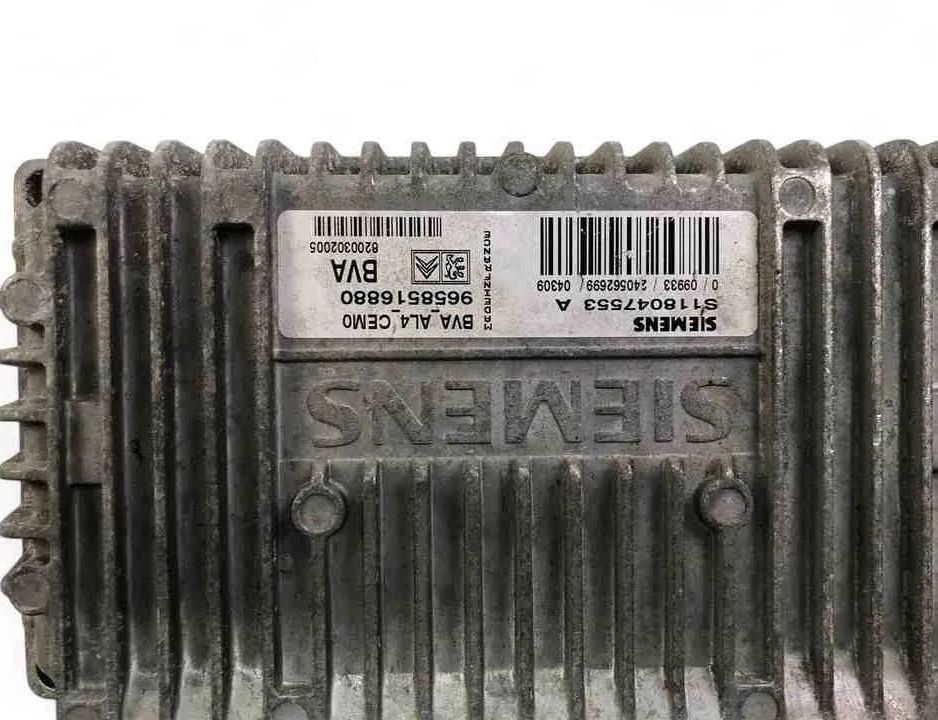 SIEMENS
SIEMENS
S118047553 A
0 / 09933 / 240562699 / 04309
BVA_AL4_CEM0
9658516880
BVA
8200302005